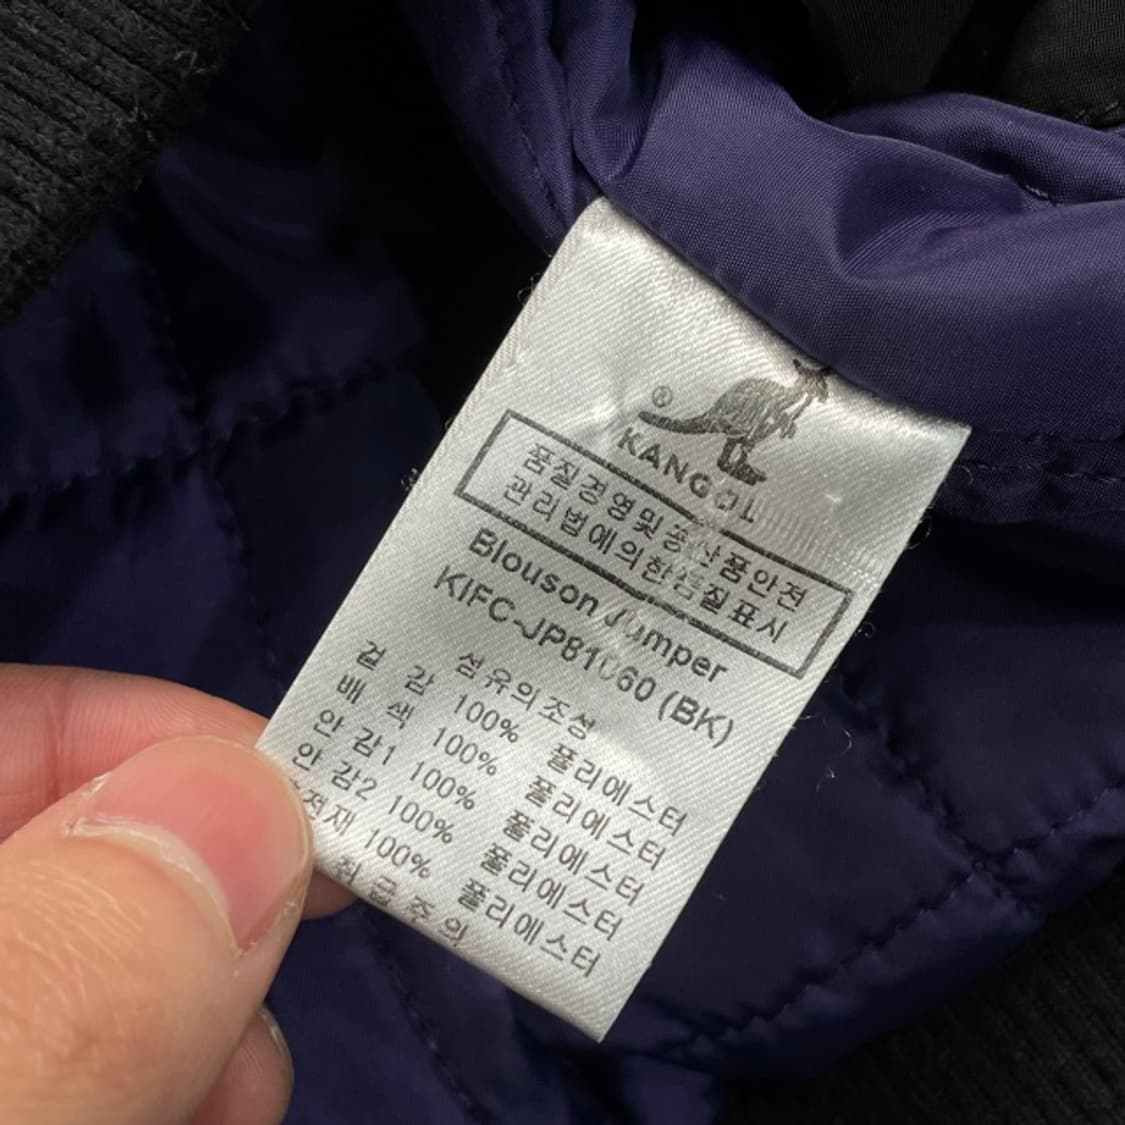 ®
KANGOL
품질경영및공산품안전
관리법에의한품질표시
Blouson Jumper
KIFC-JP81060 (BK)
섬유의조성
겉 감 100% 폴리에스터
배 색 100% 폴리에스터
안 감1 100% 폴리에스터
안 감2 100% 폴리에스터
충전재 100% 폴리에스터
취급주의